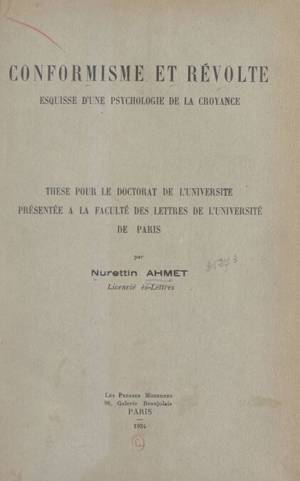 CONFORMISME ET RÉVOLTE
ESQUISSE D'UNE PSYCHOLOGIE DE LA CROYANCE
THESE POUR LE DOCTORAT DE L'UNIVERSITE
PRÉSENTÉE A LA FACULTÉ DES LETTRES DE L'UNIVERSITÉ
DE PARIS
par
Nurettin AHMET
Licencié ès-Lettres
LES PRESSES MODERNES
96, Galerie Beaujolais
PARIS
1934